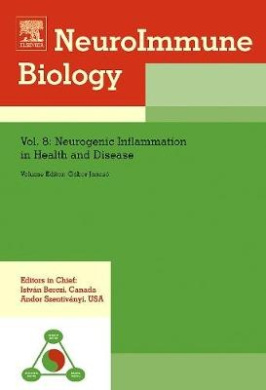 ELSEVIER
NeuroImmune
Biology
Vol. 8: Neurogenic Inflammation
in Health and Disease
Volume Editor: Gábor Jancsó
Editors in Chief:
István Berczi, Canada
Andor Szentiványi, USA